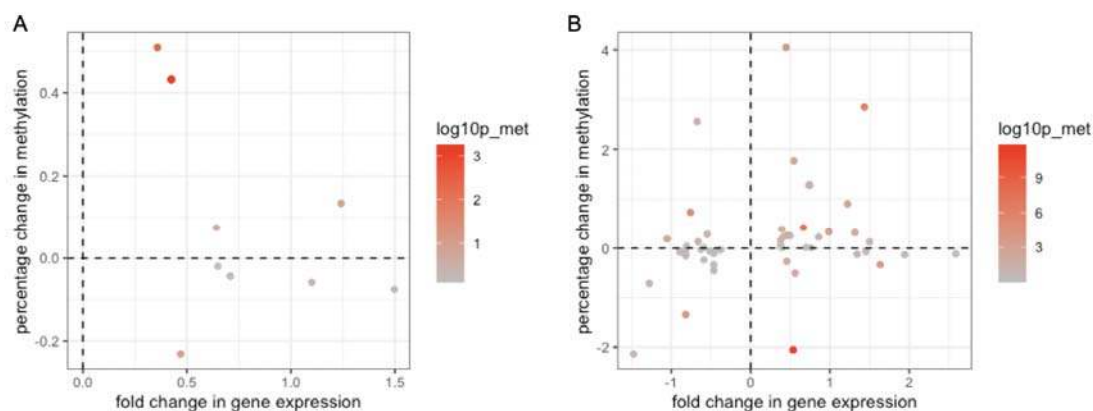 A
percentage change in methylation
0.4
0.2
0.0
-0.2
0.0
0.5
1.0
1.5
fold change in gene expression
log10p_met
3
2
1
B
percentage change in methylation
4
2
0
-2
-1
0
1
2
fold change in gene expression
log10p_met
9
6
3